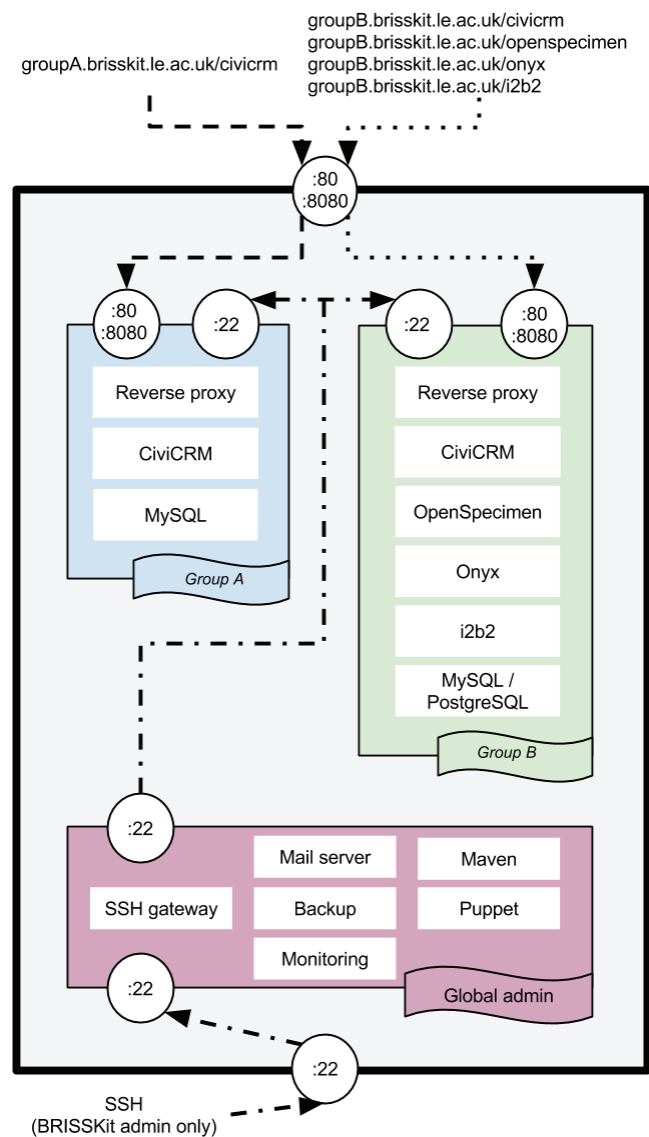 groupA.brisskit.le.ac.uk/civicrm
groupB.brisskit.le.ac.uk/civicrm
groupB.brisskit.le.ac.uk/openspecimen
groupB.brisskit.le.ac.uk/onyx
groupB.brisskit.le.ac.uk/i2b2
:80
:8080
:80
:8080
:22
:22
:80
:8080
Reverse proxy
CiviCRM
MySQL
Group A
Reverse proxy
CiviCRM
OpenSpecimen
Onyx
i2b2
MySQL /
PostgreSQL
Group B
:22
SSH gateway
Mail server
Backup
Monitoring
Maven
Puppet
Global admin
:22
:22
SSH
(BRISSKit admin only)